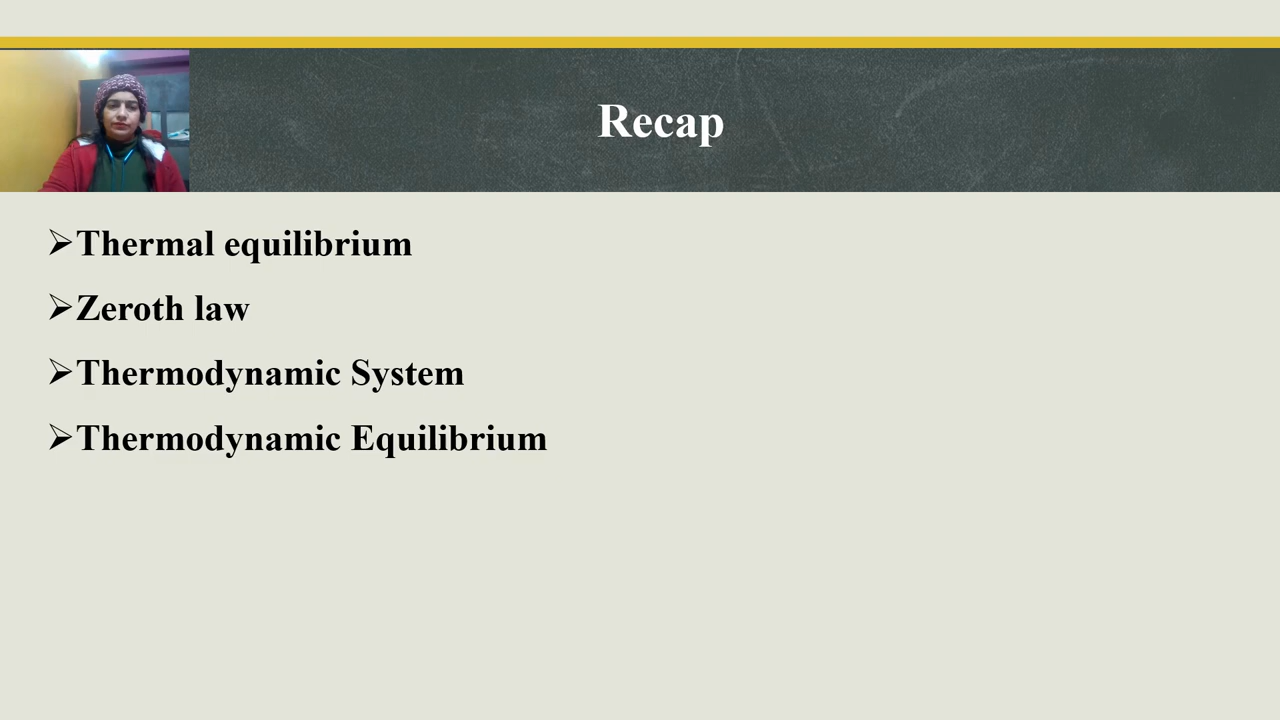 Recap
➢Thermal equilibrium
➢Zeroth law
➢Thermodynamic System
➢Thermodynamic Equilibrium